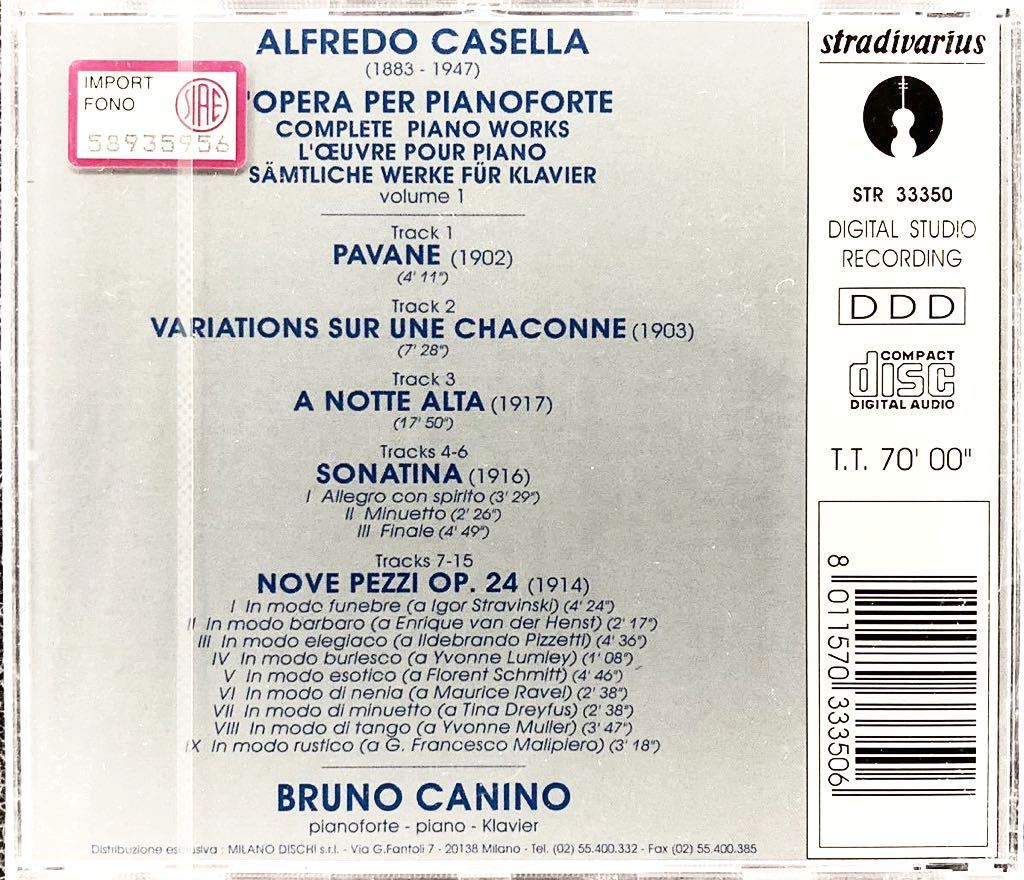 ALFREDO CASELLA
(1883 - 1947)
'OPERA PER PIANOFORTE
COMPLETE PIANO WORKS
L'ŒUVRE POUR PIANO
SÄMTLICHE WERKE FÜR KLAVIER
volume 1
IMPORT
FONO
SIAE
58935956
Track 1
PAVANE (1902)
(4' 11")
Track 2
VARIATIONS SUR UNE CHACONNE (1903)
(7' 28")
Track 3
A NOTTE ALTA (1917)
(17' 50")
Tracks 4-6
SONATINA (1916)
I Allegro con spirito (3' 29")
II Minuetto (2' 26")
III Finale (4' 49")
Tracks 7-15
NOVE PEZZI OP. 24 (1914)
I In modo funebre (a Igor Stravinski) (4' 24")
II In modo barbaro (a Enrique van der Henst) (2' 17")
III In modo elegiaco (a Ildebrando Pizzetti) (4' 36")
IV In modo burlesco (a Yvonne Lumley) (1' 08")
V In modo esotico (a Florent Schmitt) (4' 46")
VI In modo di nenia (a Maurice Ravel) (2' 38")
VII In modo di minuetto (a Tina Dreyfus) (2' 38")
VIII In modo di tango (a Yvonne Muller) (3' 47")
IX In modo rustico (a G. Francesco Malipiero) (3' 18")
BRUNO CANINO
pianoforte - piano - Klavier
Distribuzione esclusiva : MILANO DISCHI s.r.l. - Via G.Fantoli 7 - 20138 Milano - Tel. (02) 55.400.332 - Fax (02) 55.400.385
stradivarius
STR 33350
DIGITAL STUDIO
RECORDING
DDD
COMPACT
disc
DIGITAL AUDIO
T.T. 70' 00"
8 011570 333506